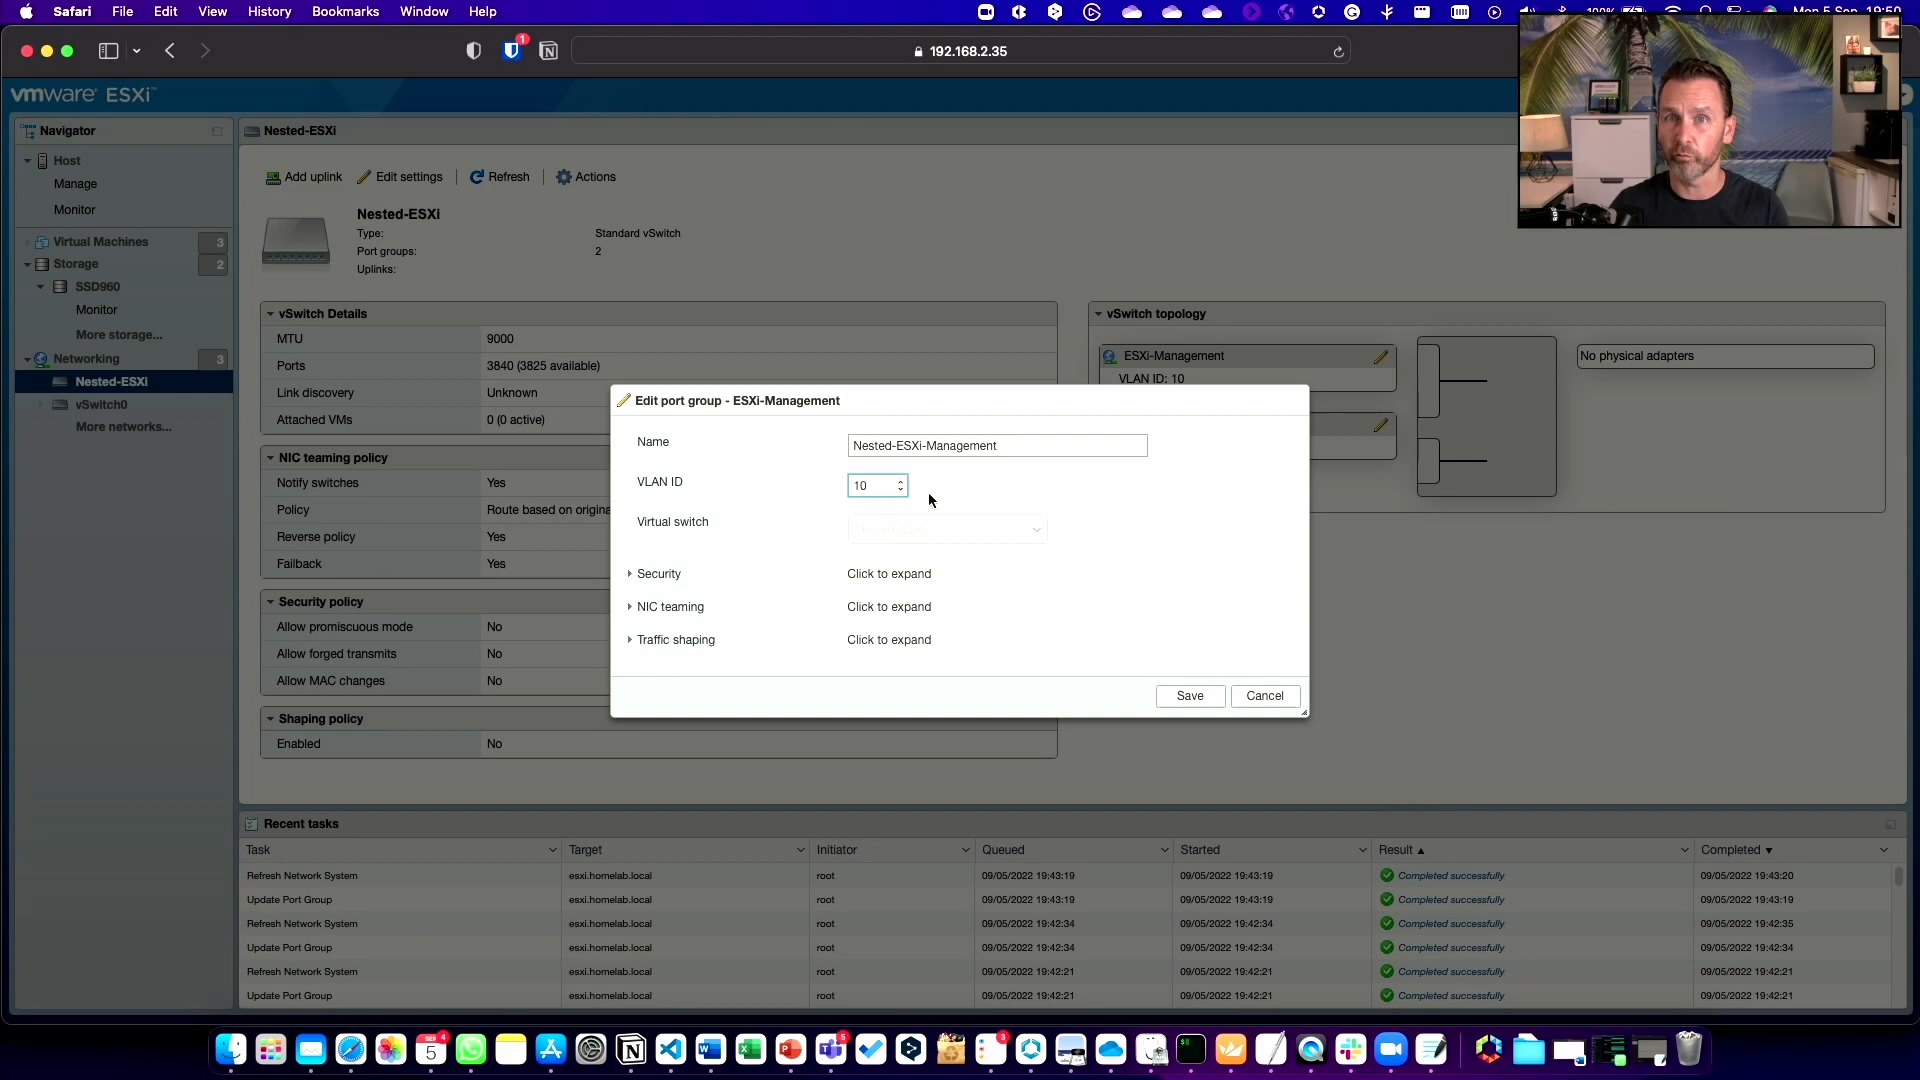 Safari File Edit View History Bookmarks Window Help
1
192.168.2.35
vmware ESXi
Navigator
Host
Manage
Monitor
Virtual Machines 3
Storage 2
SSD960
Monitor
More storage...
Networking 3
Nested-ESXi
vSwitch0
More networks...
Nested-ESXi
Add uplink Edit settings Refresh Actions
Nested-ESXi
Type: Standard vSwitch
Port groups: 2
Uplinks:
vSwitch Details
MTU 9000
Ports 3840 (3825 available)
Link discovery Unknown
Attached VMs 0 (0 active)
NIC teaming policy
Notify switches Yes
Policy Route based on origina
Reverse policy Yes
Failback Yes
Security policy
Allow promiscuous mode No
Allow forged transmits No
Allow MAC changes No
Shaping policy
Enabled No
vSwitch topology
ESXi-Management
VLAN ID: 10
No physical adapters
Edit port group - ESXi-Management
Name Nested-ESXi-Management
VLAN ID 10
Virtual switch
Security Click to expand
NIC teaming Click to expand
Traffic shaping Click to expand
Save Cancel
Recent tasks
Task Target Initiator Queued Started Result Completed
Refresh Network System esxi.homelab.local root 09/05/2022 19:43:19 09/05/2022 19:43:19 Completed successfully 09/05/2022 19:43:20
Update Port Group esxi.homelab.local root 09/05/2022 19:43:19 09/05/2022 19:43:19 Completed successfully 09/05/2022 19:43:19
Refresh Network System esxi.homelab.local root 09/05/2022 19:42:34 09/05/2022 19:42:34 Completed successfully 09/05/2022 19:42:35
Update Port Group esxi.homelab.local root 09/05/2022 19:42:34 09/05/2022 19:42:34 Completed successfully 09/05/2022 19:42:34
Refresh Network System esxi.homelab.local root 09/05/2022 19:42:21 09/05/2022 19:42:21 Completed successfully 09/05/2022 19:42:21
Update Port Group esxi.homelab.local root 09/05/2022 19:42:21 09/05/2022 19:42:21 Completed successfully 09/05/2022 19:42:21
SEP 5 4 5 3